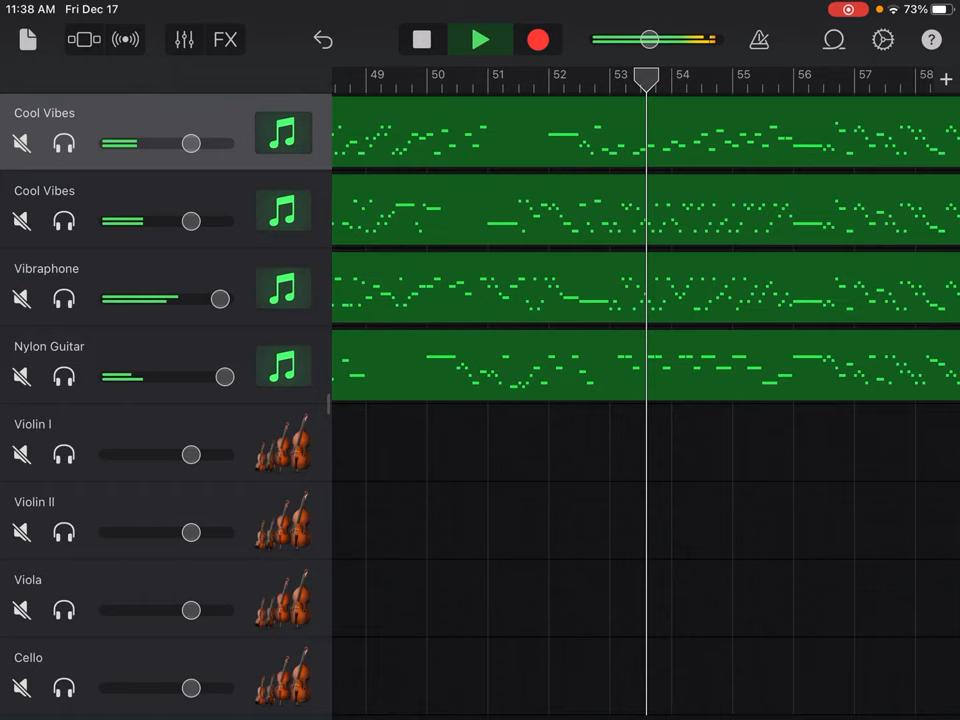 11:38 AM Fri Dec 17
73%
FX
?
49 50 51 52 53 54 55 56 57 58 +
Cool Vibes
Cool Vibes
Vibraphone
Nylon Guitar
Violin I
Violin II
Viola
Cello